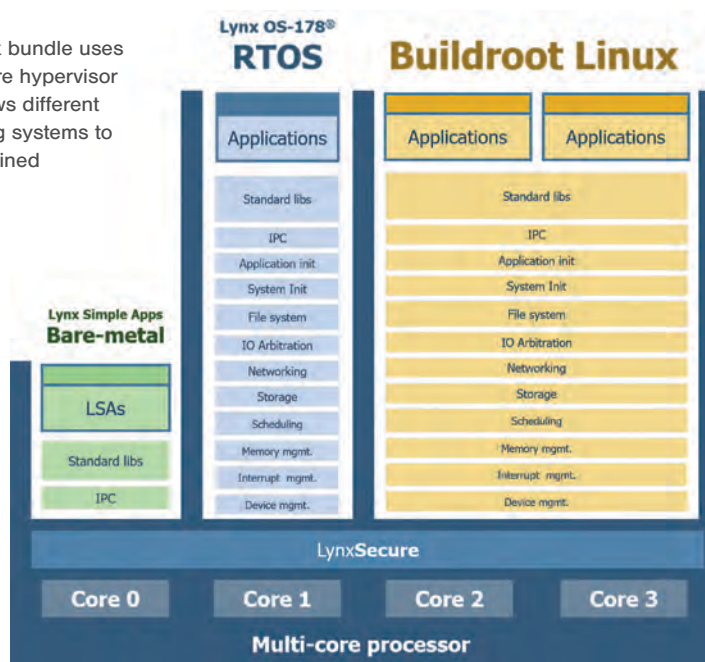 bundle uses
re hypervisor
ws different
g systems to
ined
Lynx Simple Apps
Bare-metal
LSAs
Standard libs
IPC
Lynx OS-178®
RTOS
Applications
Standard libs
IPC
Application init
System Init
File system
IO Arbitration
Networking
Storage
Scheduling
Memory mgmt.
Interrupt mgmt.
Device mgmt.
Buildroot Linux
Applications
Applications
Standard libs
IPC
Application init
System Init
File system
IO Arbitration
Networking
Storage
Scheduling
Memory mgmt.
Interrupt mgmt.
Device mgmt.
LynxSecure
Core 0
Core 1
Core 2
Core 3
Multi-core processor